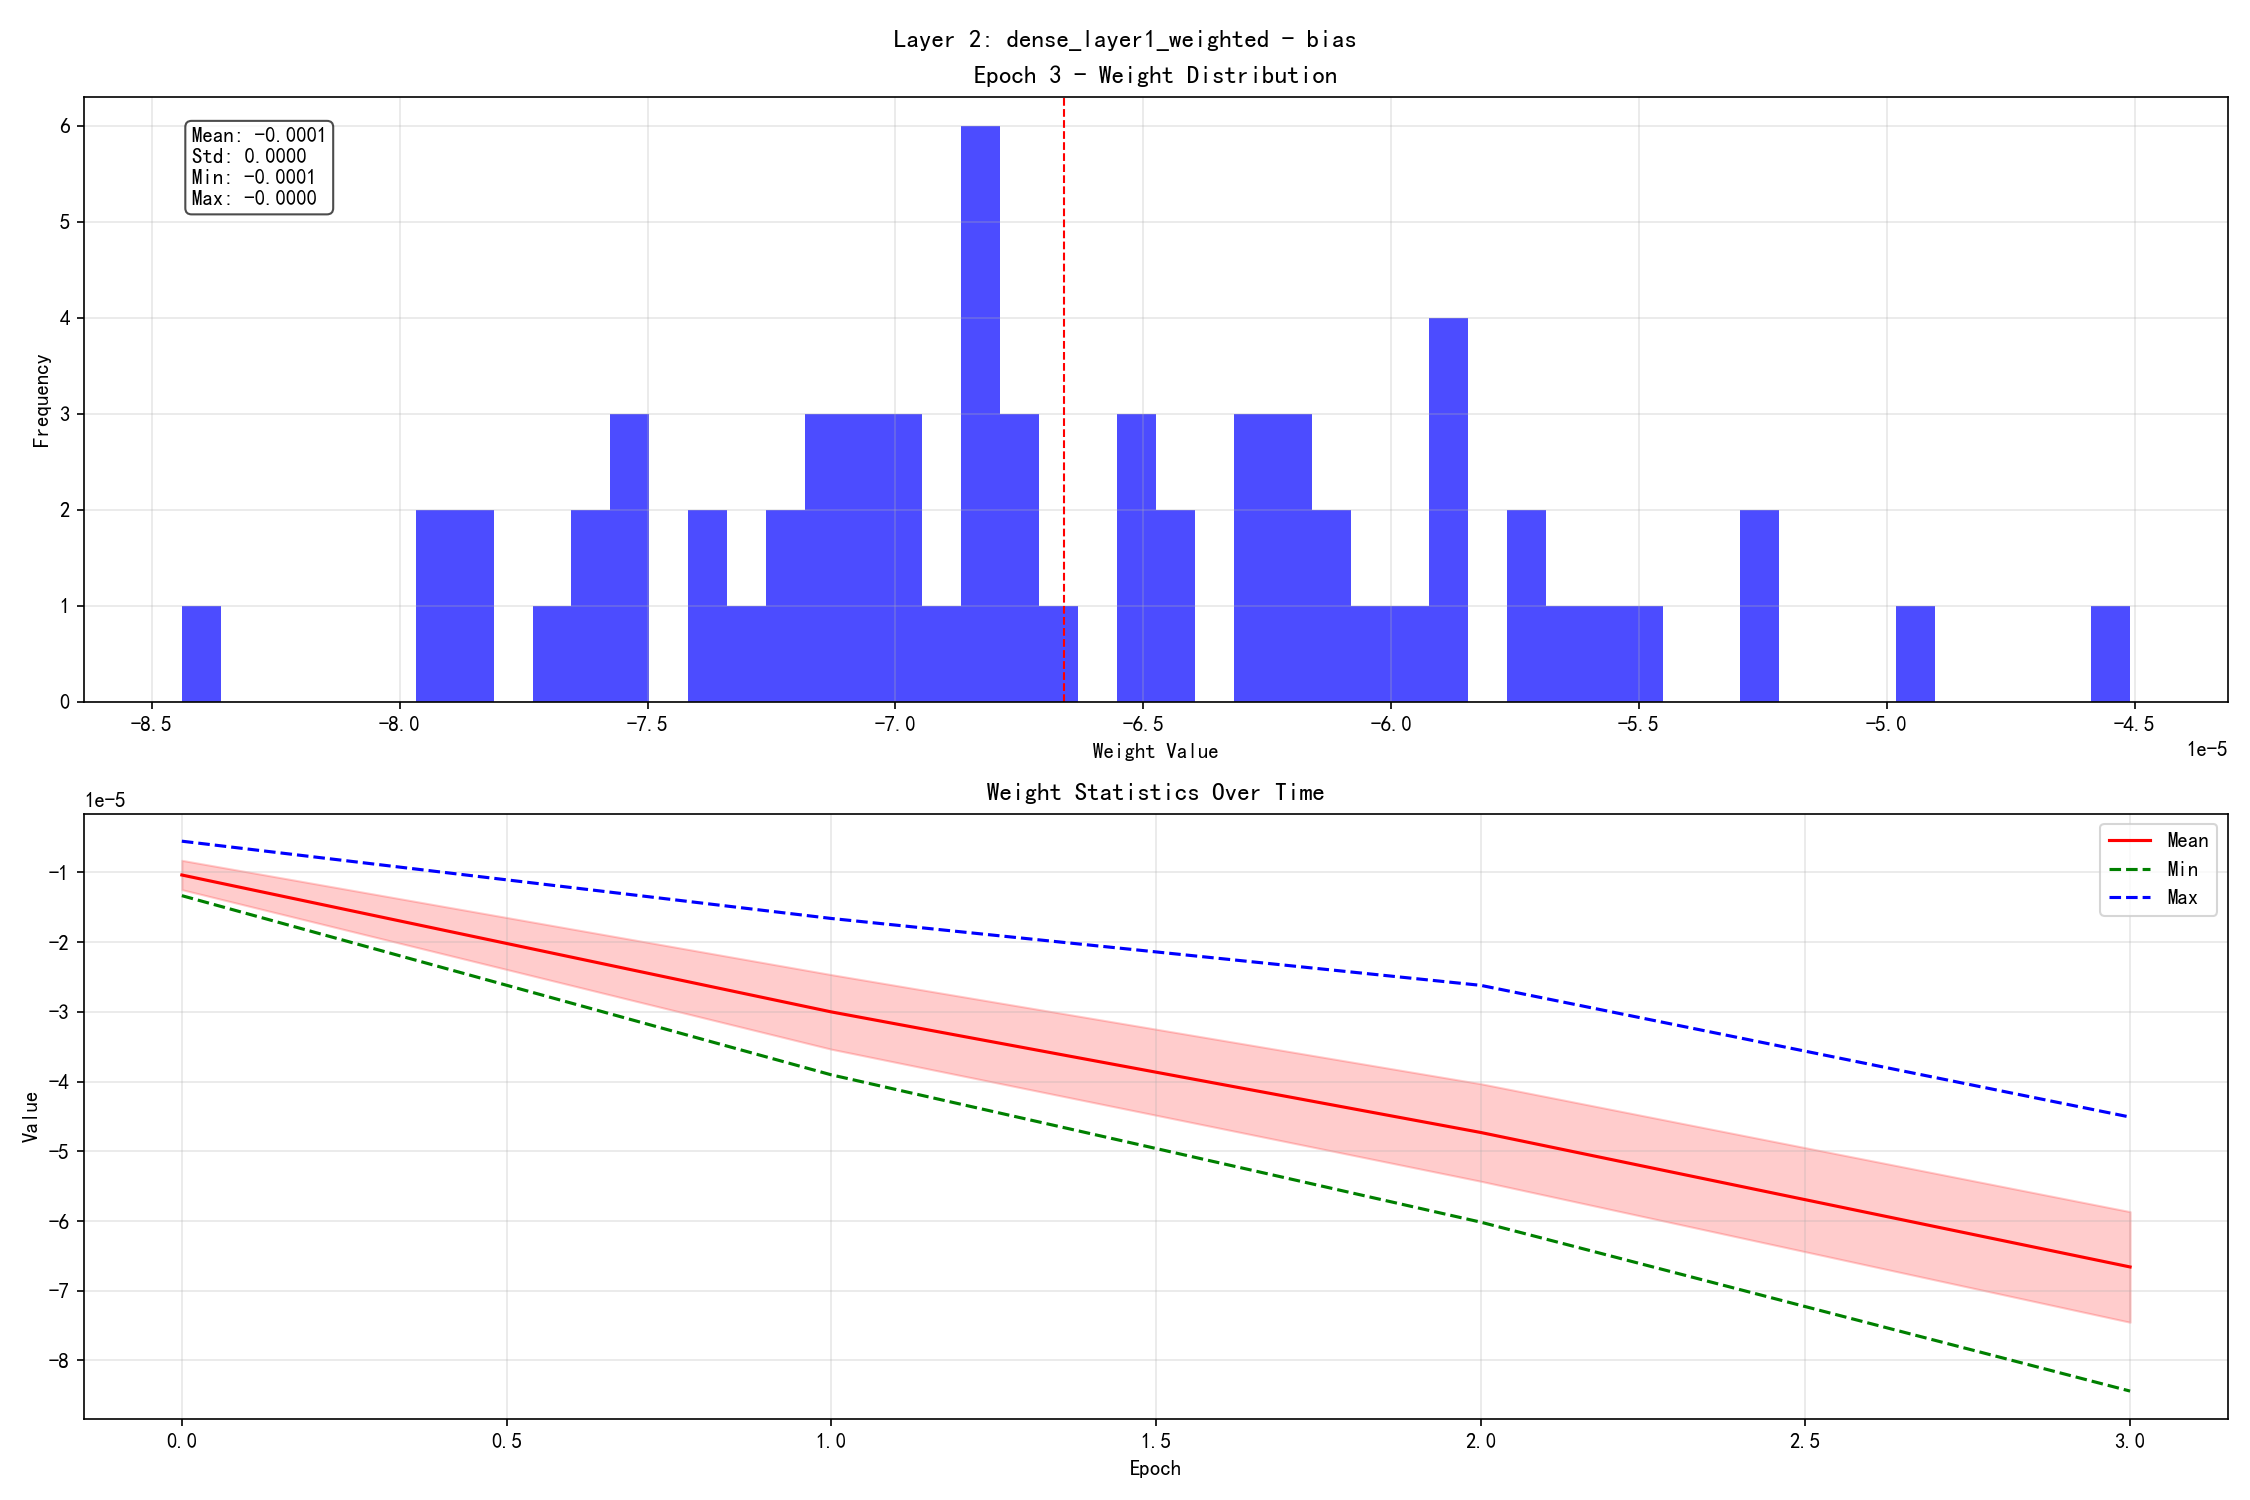 Layer 2: dense_layer1_weighted - bias
Epoch 3 - Weight Distribution
Mean: -0.0001
Std: 0.0000
Min: -0.0001
Max: -0.0000
6
5
4
3
2
1
0
Frequency
-8.5 -8.0 -7.5 -7.0 -6.5 -6.0 -5.5 -5.0 -4.5
Weight Value
1e-5
Weight Statistics Over Time
1e-5
Mean
Min
Max
-1
-2
-3
-4
-5
-6
-7
-8
Value
0.0 0.5 1.0 1.5 2.0 2.5 3.0
Epoch